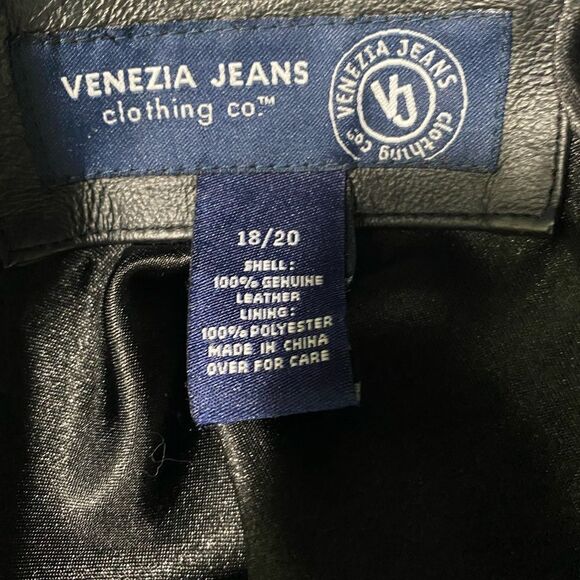 VENEZIA JEANS
clothing co.™
VENEZIA JEANS
VJ
clothing co.™
18/20
SHELL:
100% GENUINE
LEATHER
LINING:
100% POLYESTER
MADE IN CHINA
OVER FOR CARE